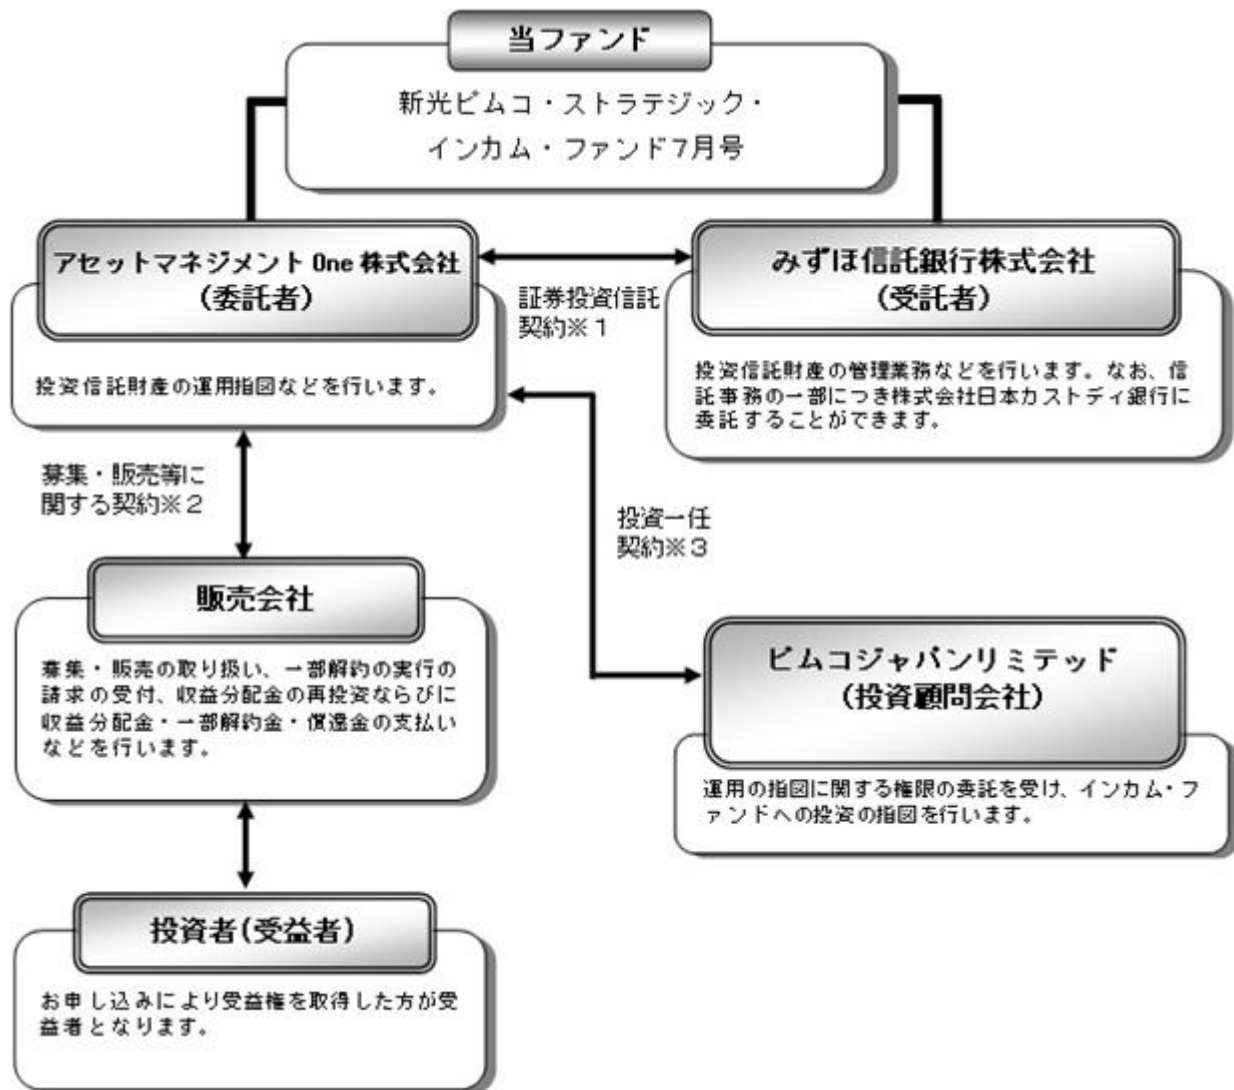 当ファンド
新光ピムコ・ストラテジック・
インカム・ファンド７月号
アセットマネジメント One 株式会社
（委託者）
投資信託財産の運用指図などを行います。
証券投資信託
契約※１
みずほ信託銀行株式会社
（受託者）
投資信託財産の管理業務などを行います。なお、信
託事務の一部につき株式会社日本カストディ銀行に
委託することができます。
募集・販売等に
関する契約※２
投資一任
契約※３
販売会社
募集・販売の取り扱い、一部解約の実行の
請求の受付、収益分配金の再投資ならびに
収益分配金・一部解約金・償還金の支払い
などを行います。
ピムコジャパンリミテッド
（投資顧問会社）
運用の指図に関する権限の委託を受け、インカム・フ
ァンドへの投資の指図を行います。
投資者（受益者）
お申し込みにより受益権を取得した方が受
益者となります。